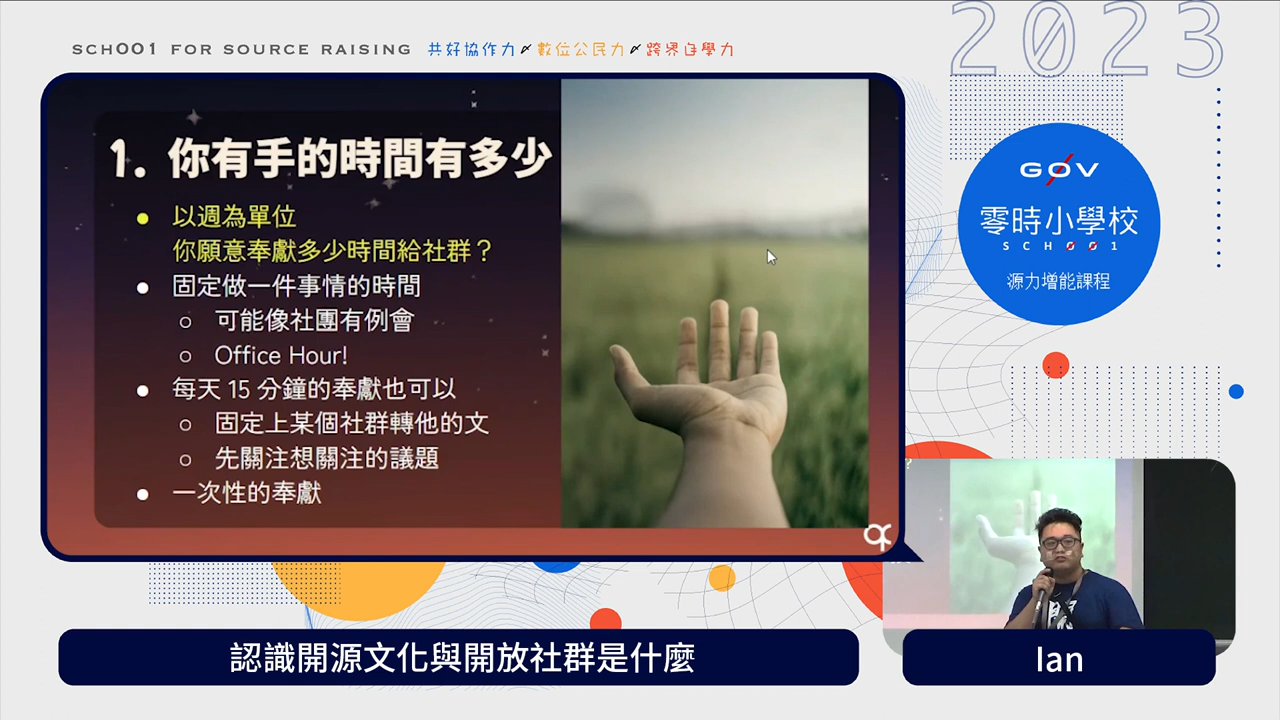 SCH001 FOR SOURCE RAISING 共好協作力 數位公民力 跨界自學力
2023
1. 你有手的時間有多少
以週為單位
你願意奉獻多少時間給社群？
固定做一件事情的時間
可能像社團有例會
Office Hour!
每天 15 分鐘的奉獻也可以
固定上某個社群轉他的文
先關注想關注的議題
一次性的奉獻
G0V
零時小學校
SCH001
源力增能課程
認識開源文化與開放社群是什麼
Ian